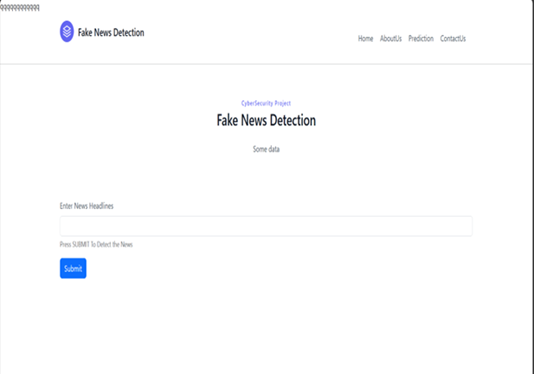 qqqqqqqqqqqq
Fake News Detection
Home AboutUs Prediction ContactUs
CyberSecurity Project
Fake News Detection
Some data
Enter News Headlines
Press SUBMIT To Detect the News
Submit